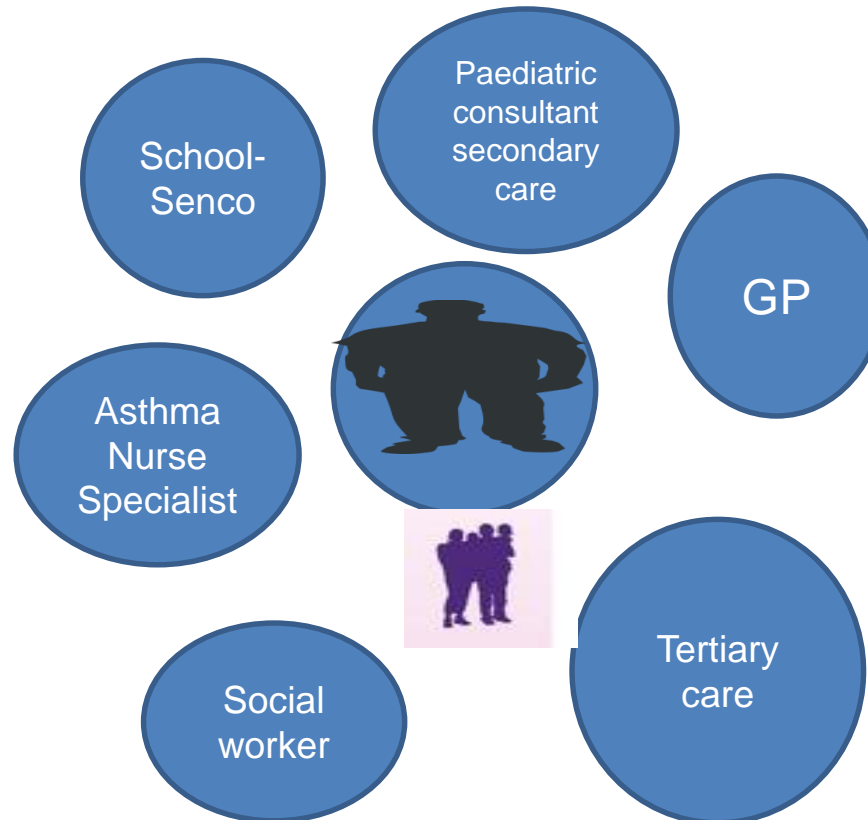 Paediatric
consultant
secondary
care
School-
Senco
GP
Asthma
Nurse
Specialist
Tertiary
care
Social
worker